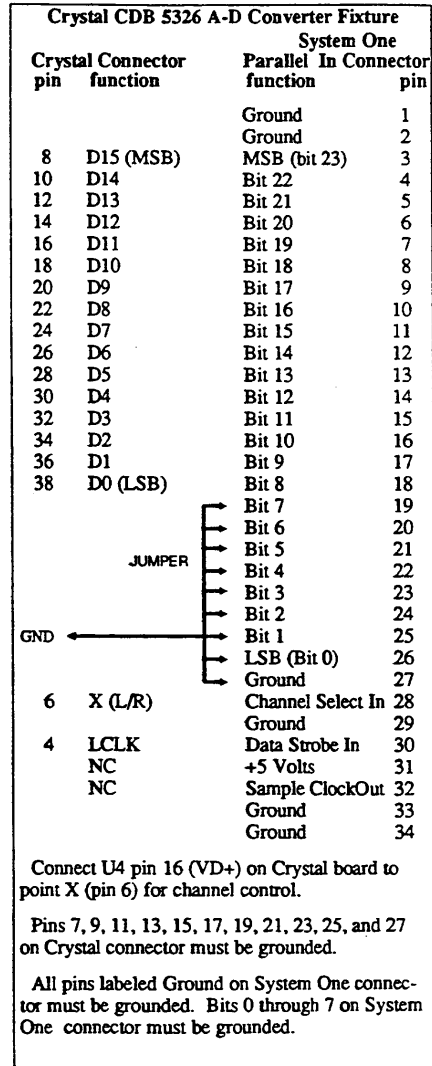 Crystal CDB 5326 A-D Converter Fixture
System One
Crystal Connector Parallel In Connector
pin function function pin
Ground 1
Ground 2
8 D15 (MSB) MSB (bit 23) 3
10 D14 Bit 22 4
12 D13 Bit 21 5
14 D12 Bit 20 6
16 D11 Bit 19 7
18 D10 Bit 18 8
20 D9 Bit 17 9
22 D8 Bit 16 10
24 D7 Bit 15 11
26 D6 Bit 14 12
28 D5 Bit 13 13
30 D4 Bit 12 14
32 D3 Bit 11 15
34 D2 Bit 10 16
36 D1 Bit 9 17
38 D0 (LSB) Bit 8 18
Bit 7 19
Bit 6 20
JUMPER Bit 5 21
Bit 4 22
Bit 3 23
Bit 2 24
GND Bit 1 25
LSB (Bit 0) 26
Ground 27
6 X (L/R) Channel Select In 28
Ground 29
4 LCLK Data Strobe In 30
NC +5 Volts 31
NC Sample ClockOut 32
Ground 33
Ground 34
Connect U4 pin 16 (VD+) on Crystal board to
point X (pin 6) for channel control.
Pins 7, 9, 11, 13, 15, 17, 19, 21, 23, 25, and 27
on Crystal connector must be grounded.
All pins labeled Ground on System One connec-
tor must be grounded. Bits 0 through 7 on System
One connector must be grounded.